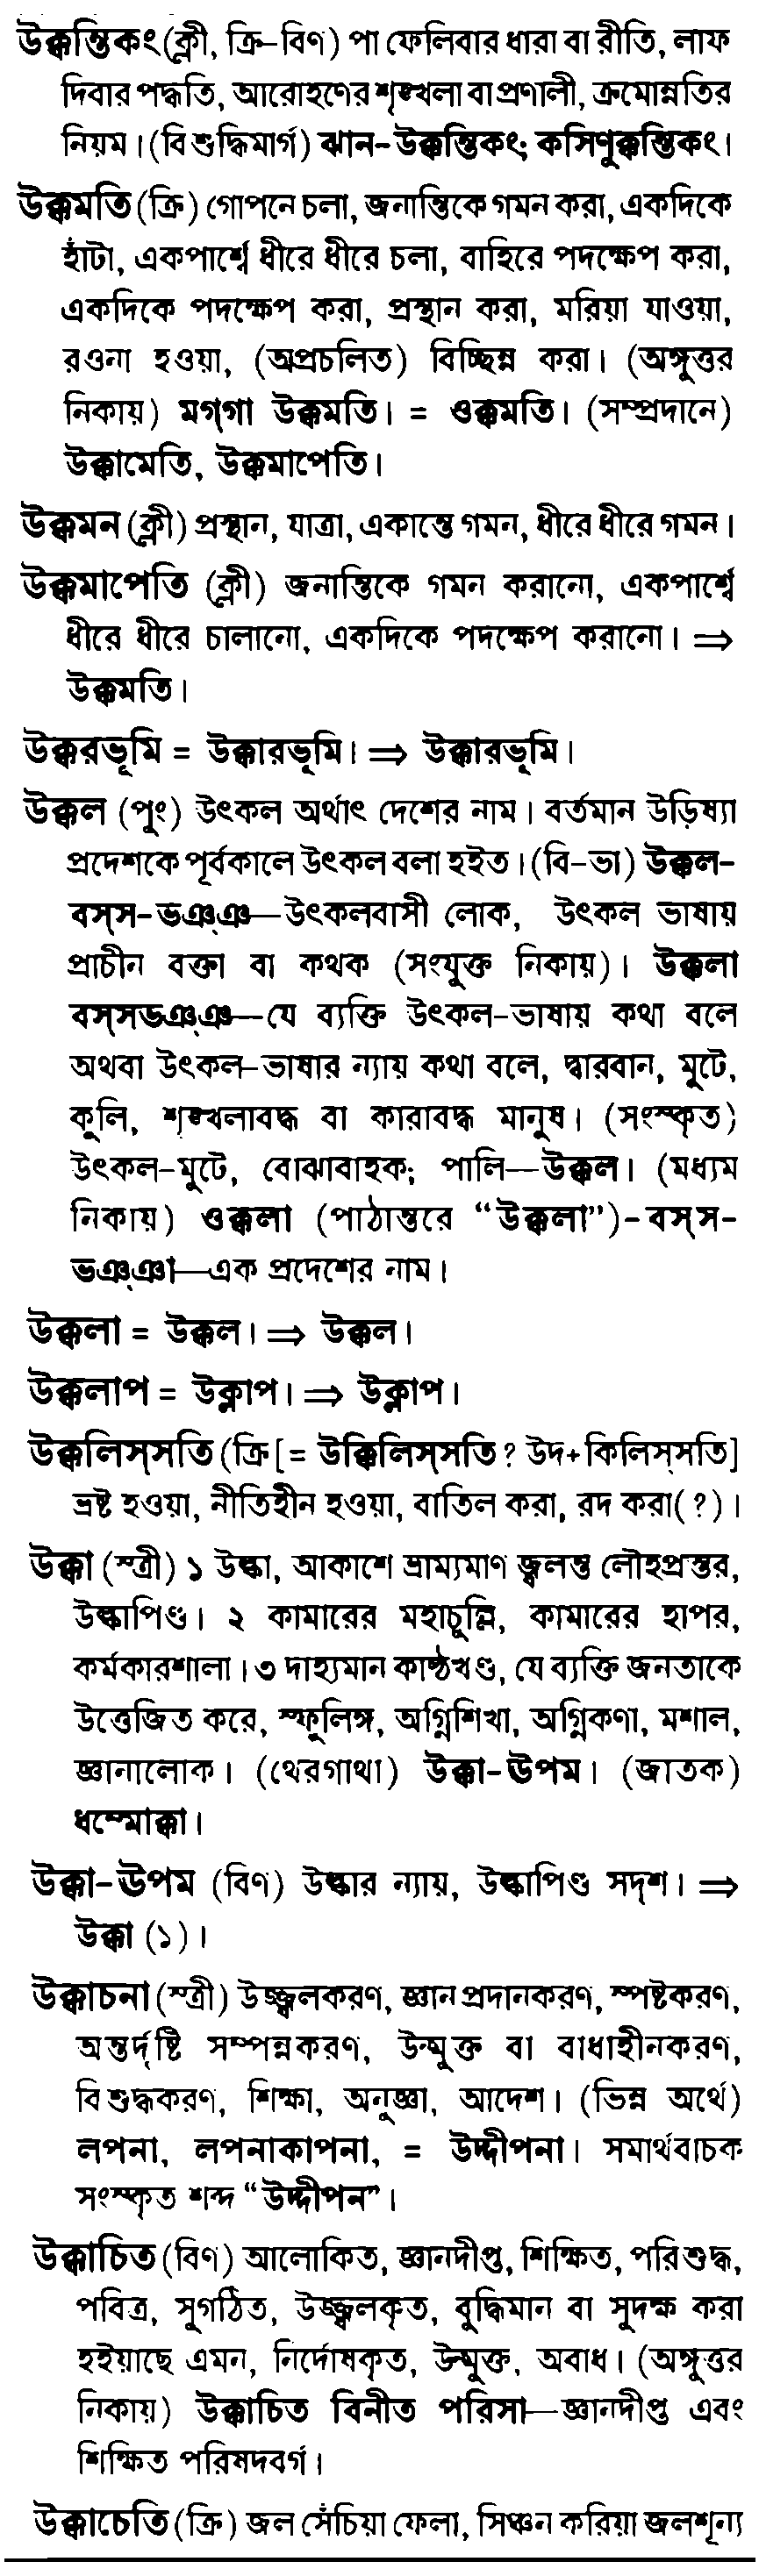 উক্কন্তিকং (ক্লী, ক্রি-বিণ) পা ফেলিবার ধারা বা রীতি, লাফ
দিবার পদ্ধতি, আরোহণের শৃঙ্খলা বা প্রণালী, ক্রমোন্নতির
নিয়ম। (বিশুদ্ধিমার্গ) ঝান-উক্কন্তিকং; কসিণুক্কন্তিকং।
উক্কমতি (ক্রি) গোপনে চলা, জনান্তিকে গমন করা, একদিকে
হাঁটা, একপার্শ্বে ধীরে ধীরে চলা, বাহিরে পদক্ষেপ করা,
একদিকে পদক্ষেপ করা, প্রস্থান করা, মরিয়া যাওয়া,
রওনা হওয়া, (অপ্রচলিত) বিচ্ছিন্ন করা। (অঙ্গুত্তর
নিকায়) মগ্‌গা উক্কমতি। = ওক্কমতি। (সম্প্রদানে)
উক্কামেতি, উক্কমাপেতি।
উক্কমন (ক্লী) প্রস্থান, যাত্রা, একান্তে গমন, ধীরে ধীরে গমন।
উক্কমাপেতি (ক্লী) জনান্তিকে গমন করানো, একপার্শ্বে
ধীরে ধীরে চালানো, একদিকে পদক্ষেপ করানো। ⇒
উক্কমতি।
উক্করভূমি = উক্কারভূমি। ⇒ উক্কারভূমি।
উক্কল (পুং) উৎকল অর্থাৎ দেশের নাম। বর্তমান উড়িষ্যা
প্রদেশকে পূর্বকালে উৎকল বলা হইত। (বি-ভা) উক্কল-
বস্‌স-ভঞ্‌ঞ—উৎকলবাসী লোক, উৎকল ভাষায়
প্রাচীন বক্তা বা কথক (সংযুক্ত নিকায়)। উক্কলা
বস্‌সভঞ্‌ঞ—যে ব্যক্তি উৎকল-ভাষায় কথা বলে
অথবা উৎকল-ভাষার ন্যায় কথা বলে, দ্বারবান, মুটে,
কুলি, শৃঙ্খলাবদ্ধ বা কারাবদ্ধ মানুষ। (সংস্কৃত)
উৎকল-মুটে, বোঝাবাহক; পালি—উক্কল। (মধ্যম
নিকায়) ওক্কলা (পাঠান্তরে “উক্কলা”)-বস্‌স-
ভঞ্‌ঞা—এক প্রদেশের নাম।
উক্কলা = উক্কল। ⇒ উক্কল।
উক্কলাপ = উক্লাপ। ⇒ উক্লাপ।
উক্কলিস্‌সতি (ক্রি [= উক্কিলিস্‌সতি? উদ+কিলিস্‌সতি]
ভ্রষ্ট হওয়া, নীতিহীন হওয়া, বাতিল করা, রদ করা(?)।
উক্কা (স্ত্রী) ১ উল্কা, আকাশে ভ্রাম্যমাণ জ্বলন্ত লৌহপ্রস্তর,
উল্কাপিণ্ড। ২ কামারের মহাচুল্লি, কামারের হাপর,
কর্মকারশালা। ৩ দাহ্যমান কাষ্ঠখণ্ড, যে ব্যক্তি জনতাকে
উত্তেজিত করে, স্ফুলিঙ্গ, অগ্নিশিখা, অগ্নিকণা, মশাল,
জ্ঞানালোক। (থেরগাথা) উক্কা-ঊপম। (জাতক)
ধম্মোক্কা।
উক্কা-ঊপম (বিণ) উল্কার ন্যায়, উল্কাপিণ্ড সদৃশ। ⇒
উক্কা (১)।
উক্কাচনা (স্ত্রী) উজ্জ্বলকরণ, জ্ঞান প্রদানকরণ, স্পষ্টকরণ,
অন্তর্দৃষ্টি সম্পন্নকরণ, উন্মুক্ত বা বাধাহীনকরণ,
বিশুদ্ধকরণ, শিক্ষা, অনুজ্ঞা, আদেশ। (ভিন্ন অর্থে)
লপনা, লপনাকাপনা, = উদ্দীপনা। সমার্থবাচক
সংস্কৃত শব্দ “উদ্দীপন”।
উক্কাচিত (বিণ) আলোকিত, জ্ঞানদীপ্ত, শিক্ষিত, পরিশুদ্ধ,
পবিত্র, সুগঠিত, উজ্জ্বলকৃত, বুদ্ধিমান বা সুদক্ষ করা
হইয়াছে এমন, নির্দোষকৃত, উন্মুক্ত, অবাধ। (অঙ্গুত্তর
নিকায়) উক্কাচিত বিনীত পরিসা—জ্ঞানদীপ্ত এবং
শিক্ষিত পরিষদবর্গ।
উক্কাচেতি (ক্রি) জল সেঁচিয়া ফেলা, সিঞ্চন করিয়া জলশূন্য